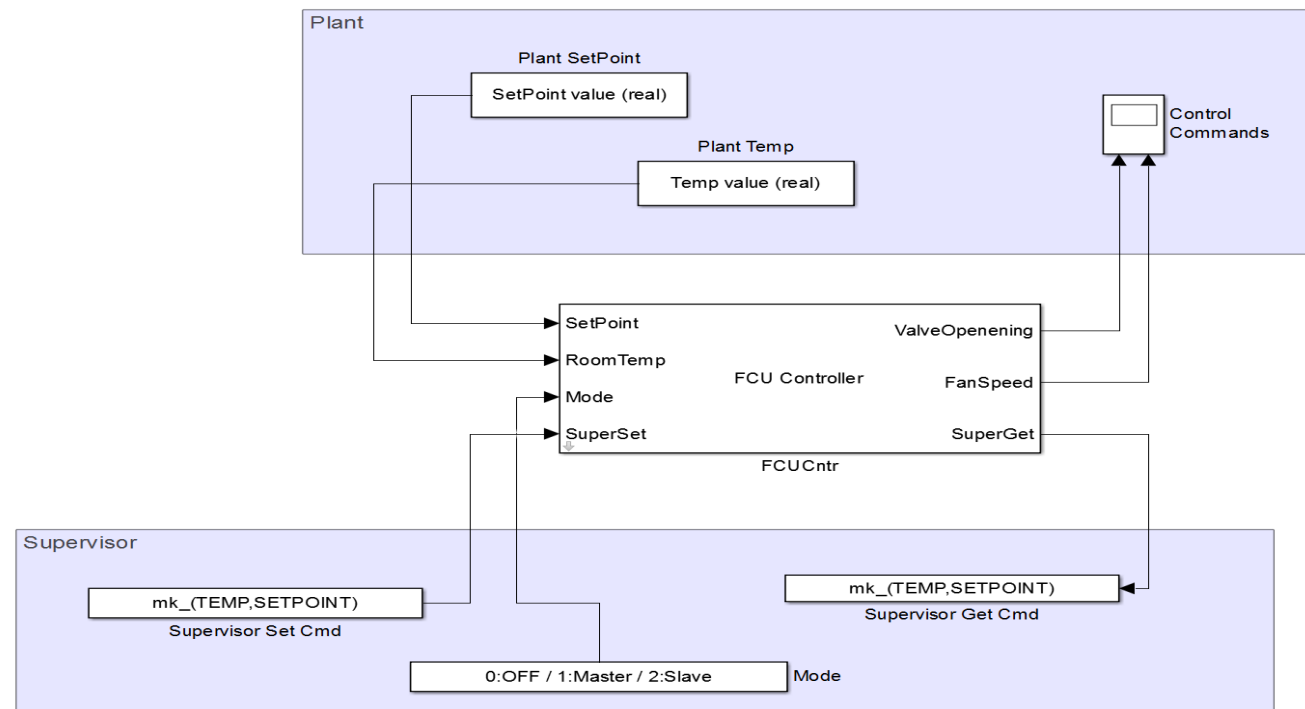 Plant
Plant SetPoint
SetPoint value (real)
Control
Commands
Plant Temp
Temp value (real)
SetPoint
RoomTemp
Mode
SuperSet
FCU Controller
ValveOpenening
FanSpeed
SuperGet
FCUCntr
Supervisor
mk_(TEMP,SETPOINT)
Supervisor Set Cmd
mk_(TEMP,SETPOINT)
Supervisor Get Cmd
0:OFF / 1:Master / 2:Slave
Mode